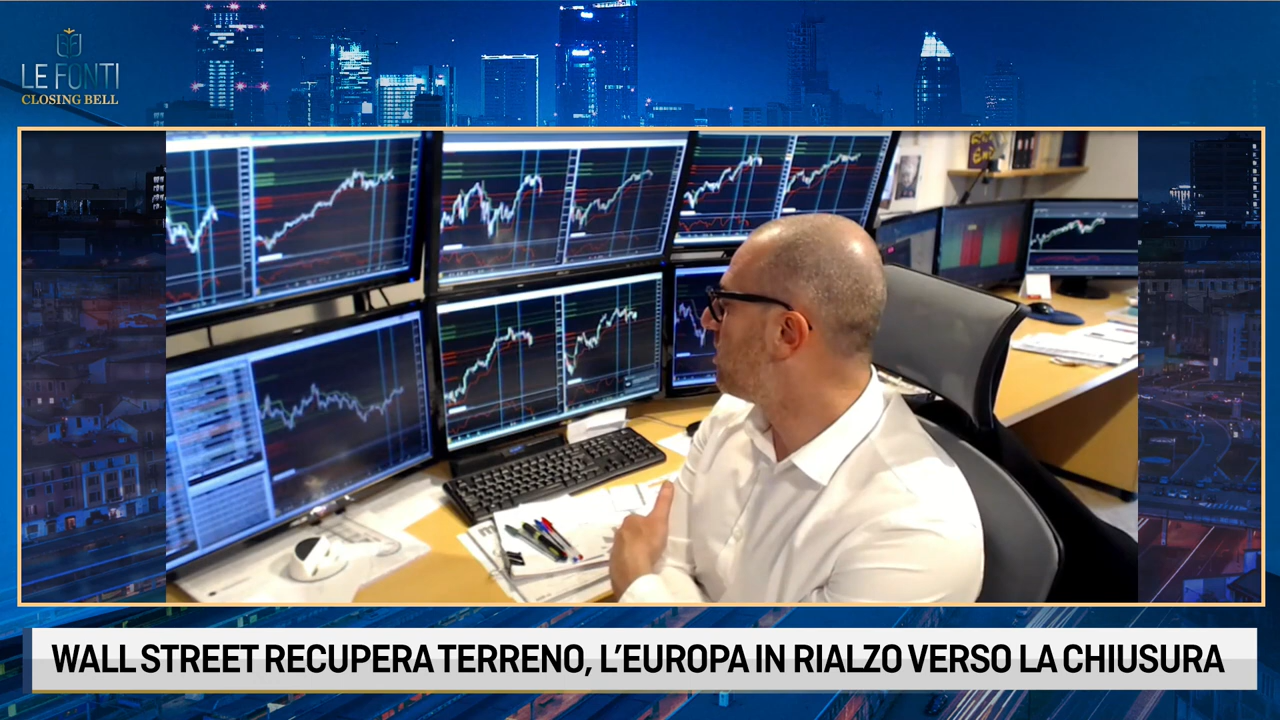 LE FONTI
CLOSING BELL
WALL STREET RECUPERA TERRENO, L'EUROPA IN RIALZO VERSO LA CHIUSURA